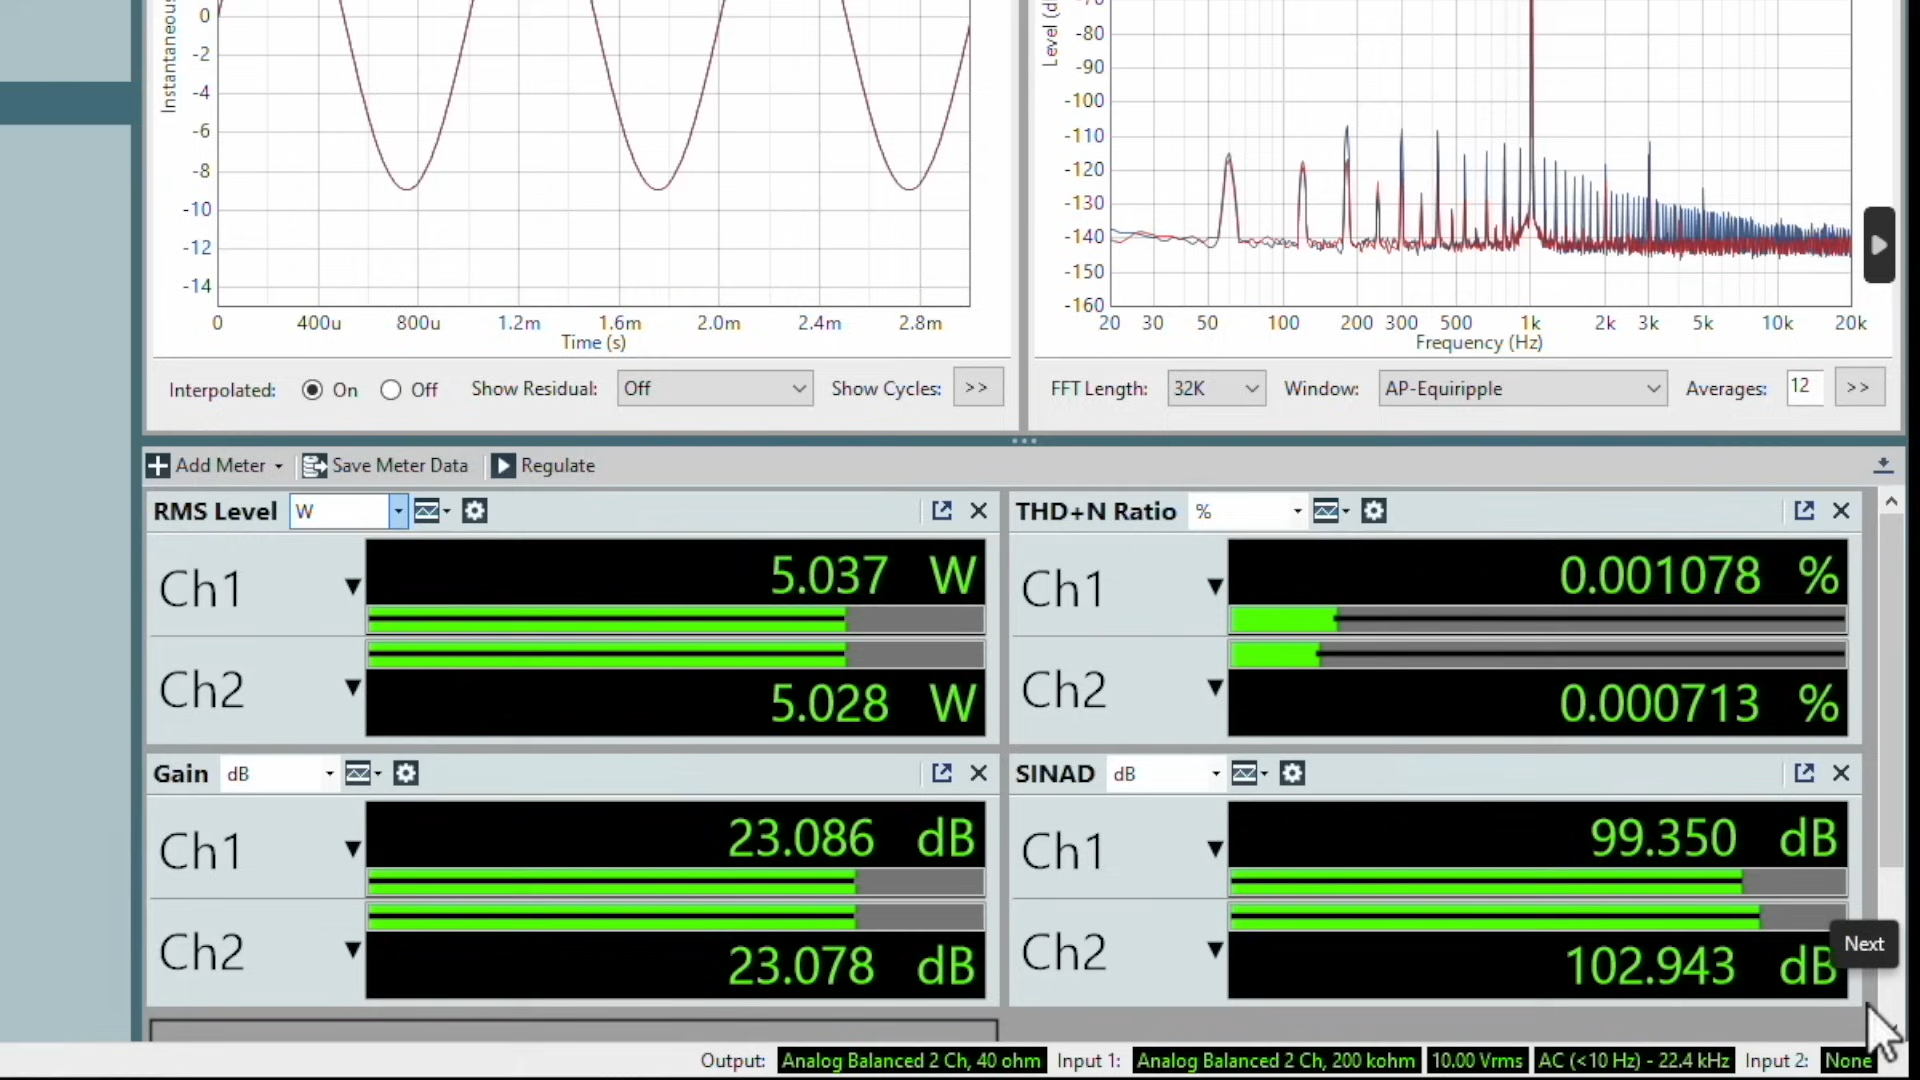 Instantaneous
0
-2
-4
-6
-8
-10
-12
-14
0 400u 800u 1.2m 1.6m 2.0m 2.4m 2.8m
Time (s)
-80
-90
-100
-110
-120
-130
-140
-150
-160
20 30 50 100 200 300 500 1k 2k 3k 5k 10k 20k
Frequency (Hz)
Interpolated: On Off Show Residual: Off Show Cycles: >>
FFT Length: 32K Window: AP-Equiripple Averages: 12 >>
Add Meter Save Meter Data Regulate
RMS Level W
Ch1 5.037 W
Ch2 5.028 W
THD+N Ratio %
Ch1 0.001078 %
Ch2 0.000713 %
Gain dB
Ch1 23.086 dB
Ch2 23.078 dB
SINAD dB
Ch1 99.350 dB
Ch2 102.943 dB
Next
Output: Analog Balanced 2 Ch, 40 ohm Input 1: Analog Balanced 2 Ch, 200 kohm 10.00 Vrms AC (<10 Hz) - 22.4 kHz Input 2: None